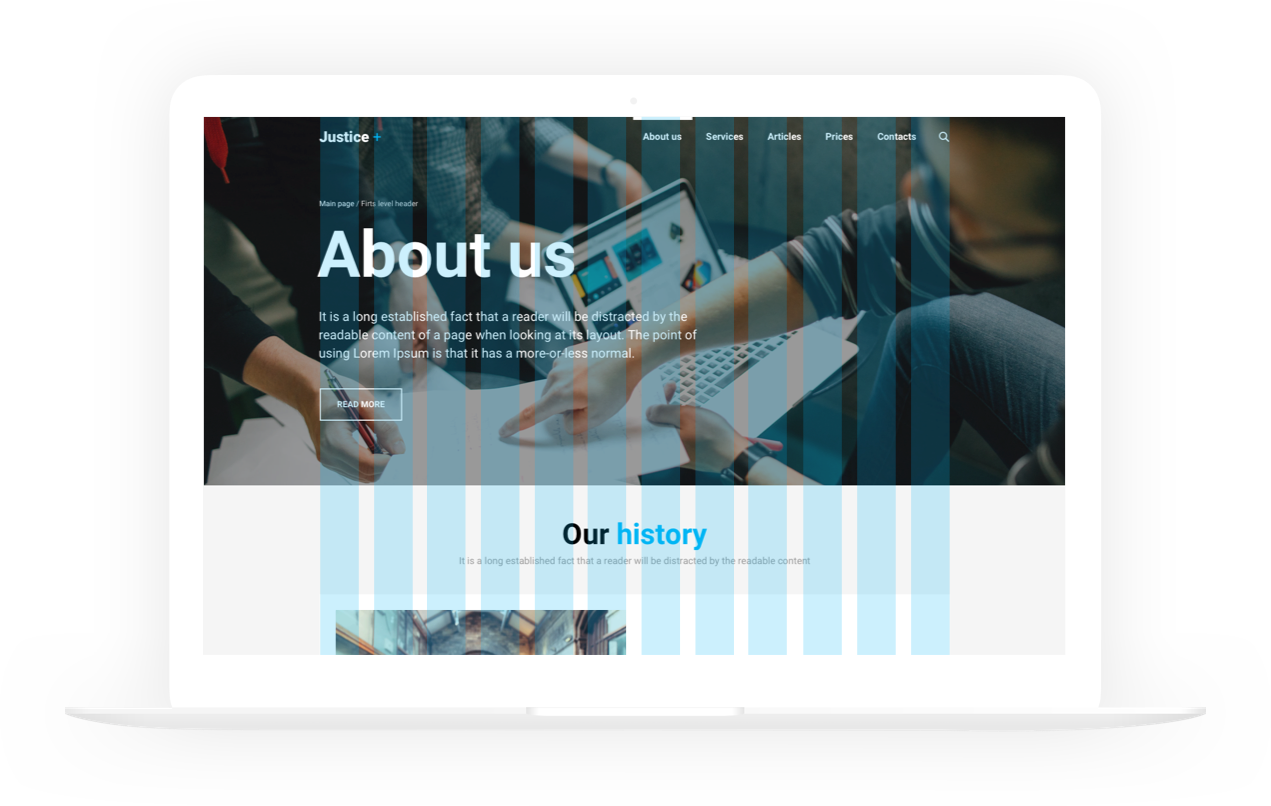 Justice +
About us Services Articles Prices Contacts
Main page / Firts level header
About us
It is a long established fact that a reader will be distracted by the
readable content of a page when looking at its layout. The point of
using Lorem Ipsum is that it has a more-or-less normal.
READ MORE
Our history
It is a long established fact that a reader will be distracted by the readable content